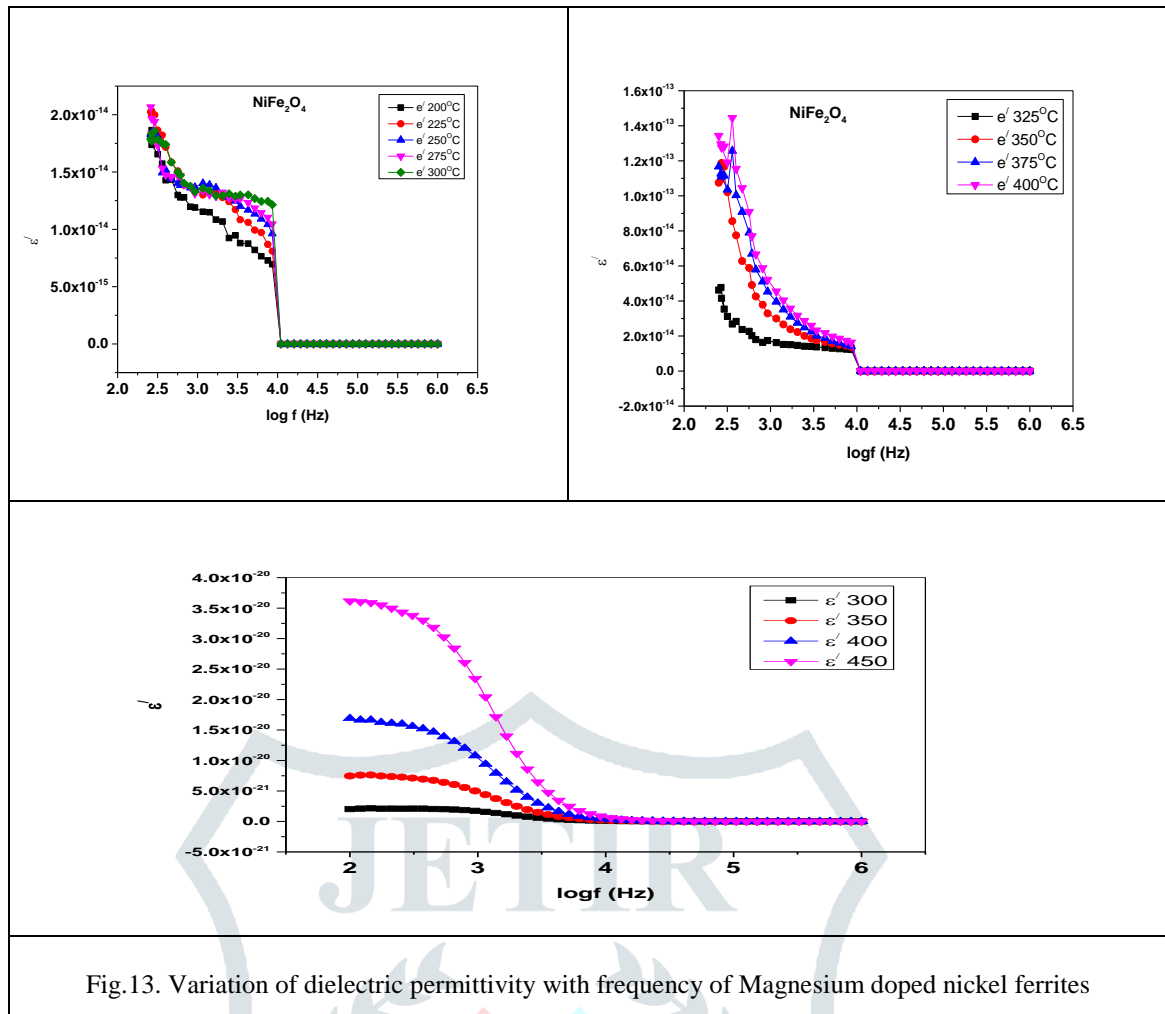 NiFe2O4
e/ 200OC
e/ 225OC
e/ 250OC
e/ 275OC
e/ 300OC
2.0x10-14
1.5x10-14
1.0x10-14
5.0x10-15
0.0
ε/
2.0 2.5 3.0 3.5 4.0 4.5 5.0 5.5 6.0 6.5
log f (Hz)
NiFe2O4
e/ 325OC
e/ 350OC
e/ 375OC
e/ 400OC
1.6x10-13
1.4x10-13
1.2x10-13
1.0x10-13
8.0x10-14
6.0x10-14
4.0x10-14
2.0x10-14
0.0
-2.0x10-14
ε/
2.0 2.5 3.0 3.5 4.0 4.5 5.0 5.5 6.0 6.5
logf (Hz)
4.0x10-20
3.5x10-20
3.0x10-20
2.5x10-20
2.0x10-20
1.5x10-20
1.0x10-20
5.0x10-21
0.0
-5.0x10-21
ε/
ε/ 300
ε/ 350
ε/ 400
ε/ 450
2 3 4 5 6
logf (Hz)
JETIR
Fig.13. Variation of dielectric permittivity with frequency of Magnesium doped nickel ferrites